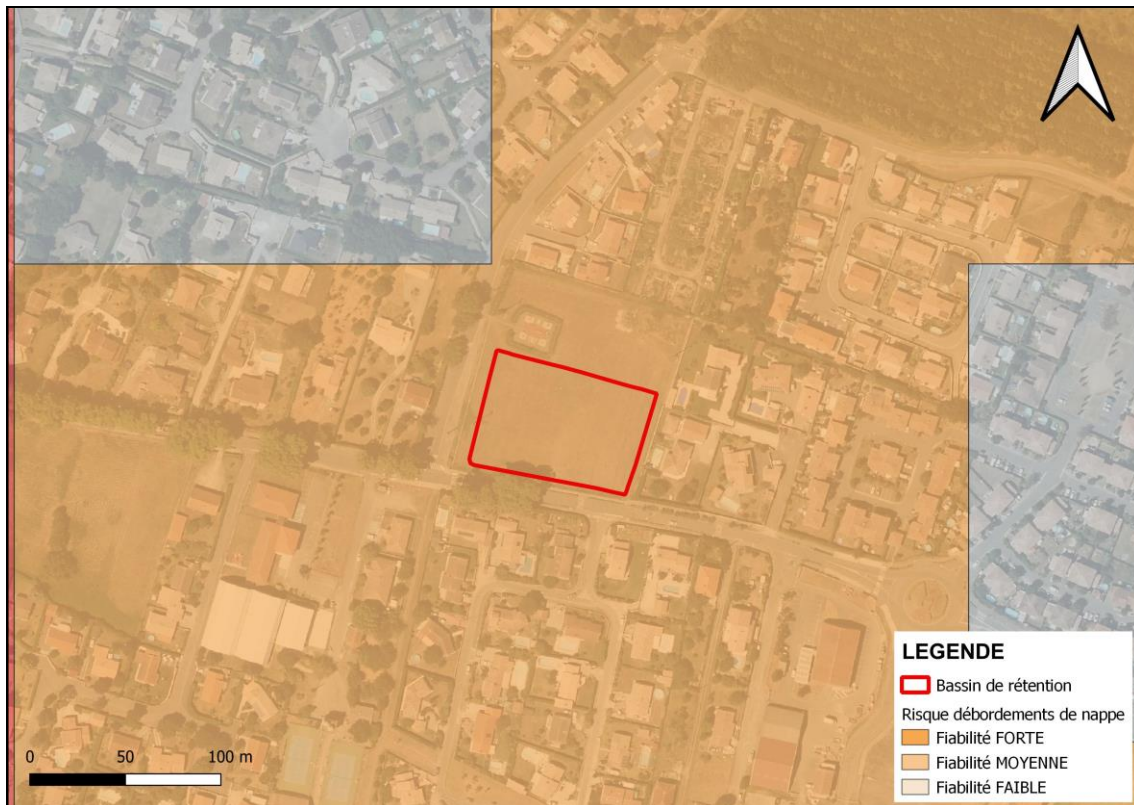 LEGENDE
Bassin de rétention
Risque débordements de nappe
Fiabilité FORTE
Fiabilité MOYENNE
Fiabilité FAIBLE
0 50 100 m